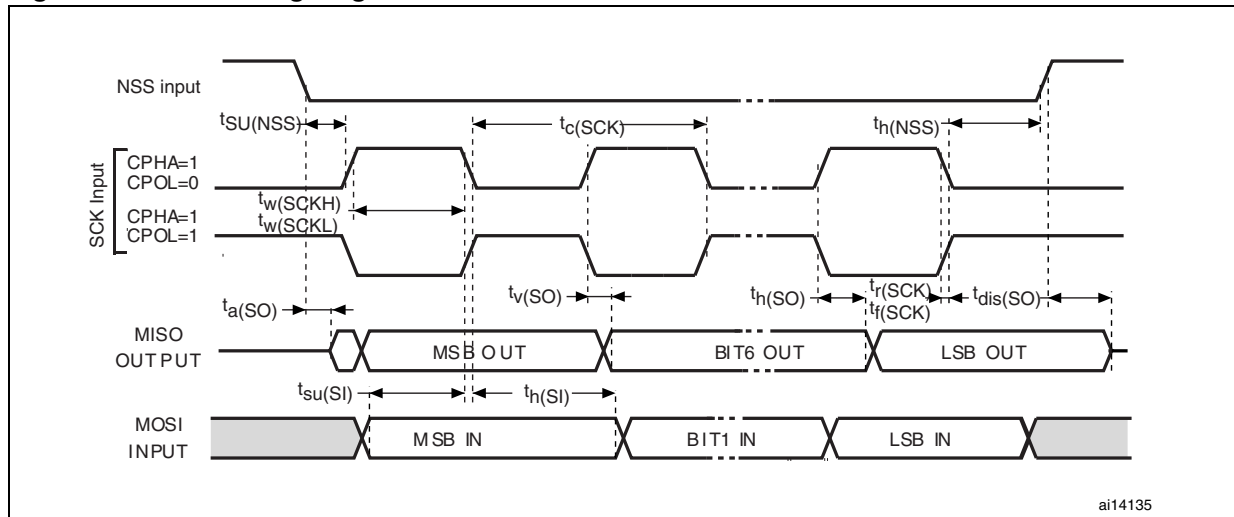 NSS input
tSU(NSS)
tc(SCK)
th(NSS)
SCK Input
CPHA=1
CPOL=0
tw(SCKH)
tw(SCKL)
CPHA=1
CPOL=1
ta(SO)
tv(SO)
th(SO)
tr(SCK)
tf(SCK)
tdis(SO)
MISO
OUTPUT
MSB OUT
BIT6 OUT
LSB OUT
tsu(SI)
th(SI)
MOSI
INPUT
MSB IN
BIT1 IN
LSB IN
ai14135